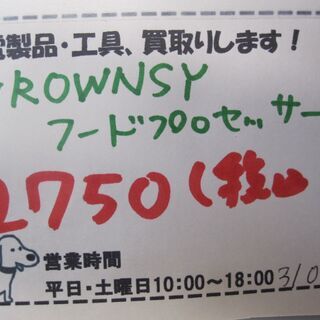 電製品・工具、買取りします！
ROWNSY
フードプロセッサー
2750（税込
営業時間
平日・土曜日10:00～18:00